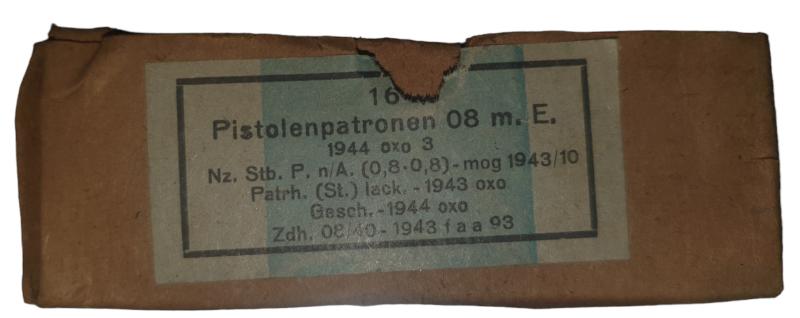 16
Pistolenpatronen 08 m. E.
1944 oxo 3
Nz. Stb. P. n/A. (0,8·0,8)-mog 1943/10
Patrh. (St.) lack. - 1943 oxo
Gesch. - 1944 oxo
Zdh. 08/40 - 1943 faa 93